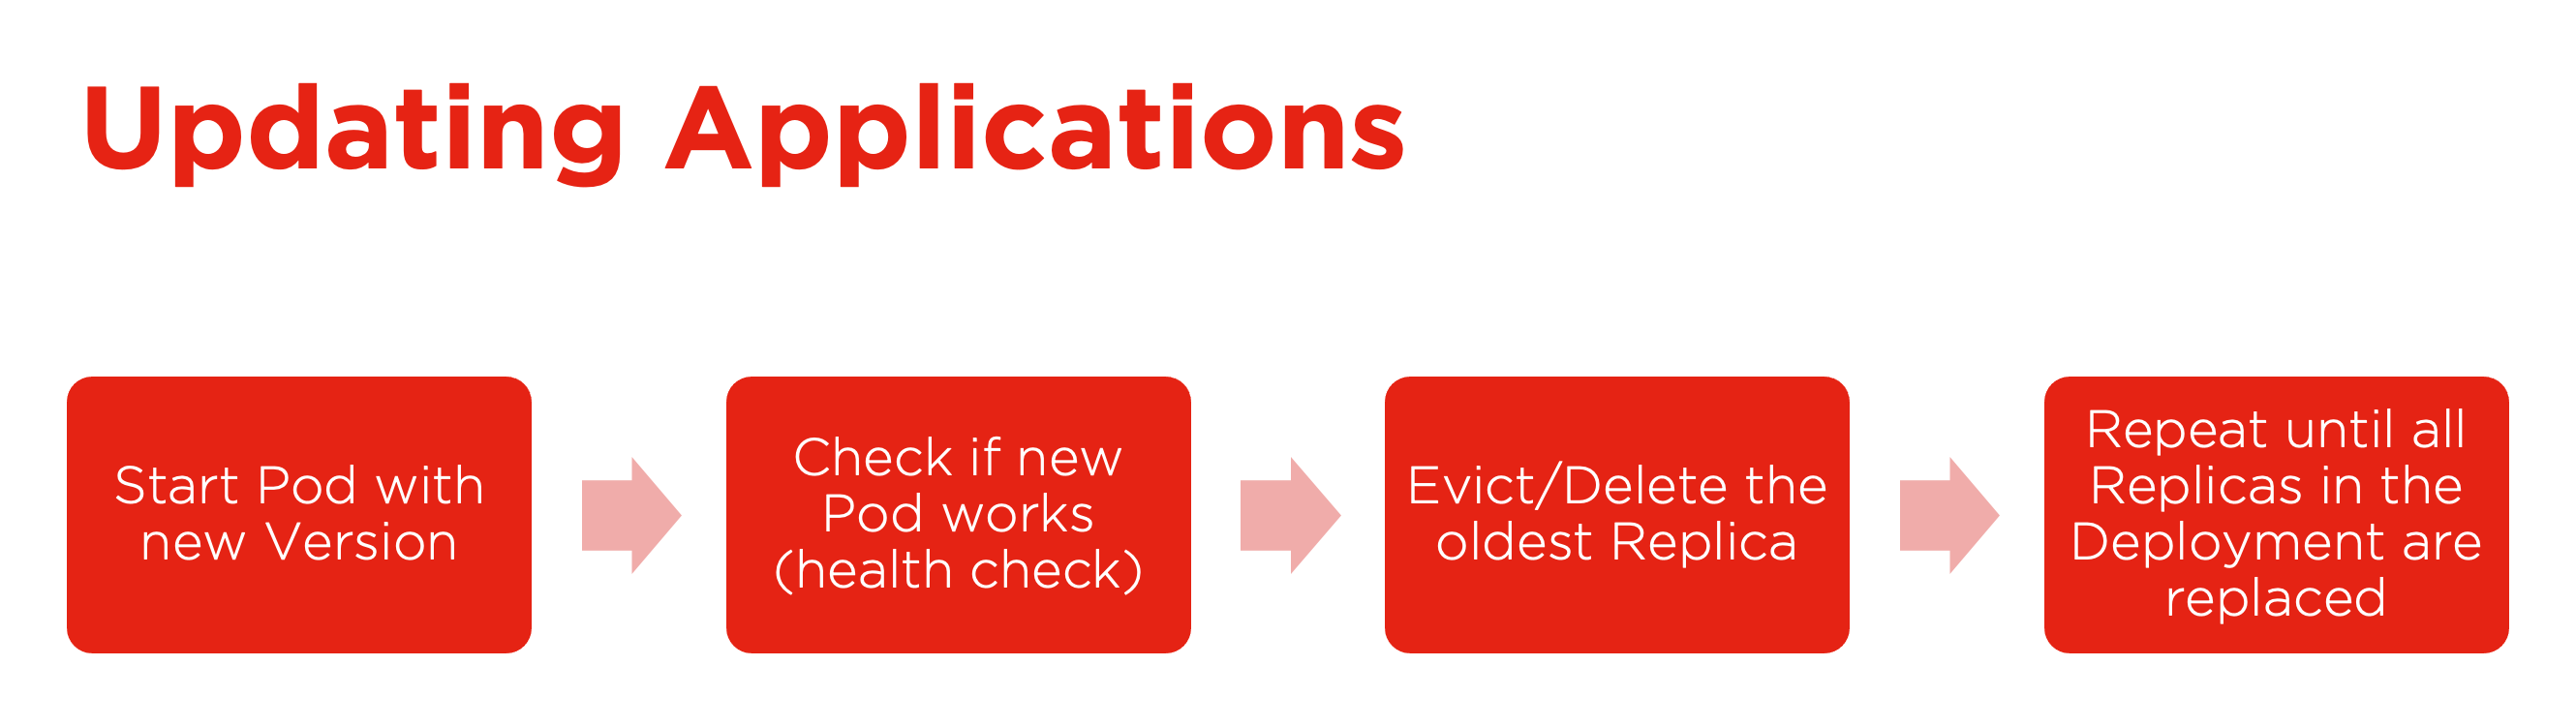 Updating Applications
Start Pod with
new Version
Check if new
Pod works
(health check)
Evict/Delete the
oldest Replica
Repeat until all
Replicas in the
Deployment are
replaced